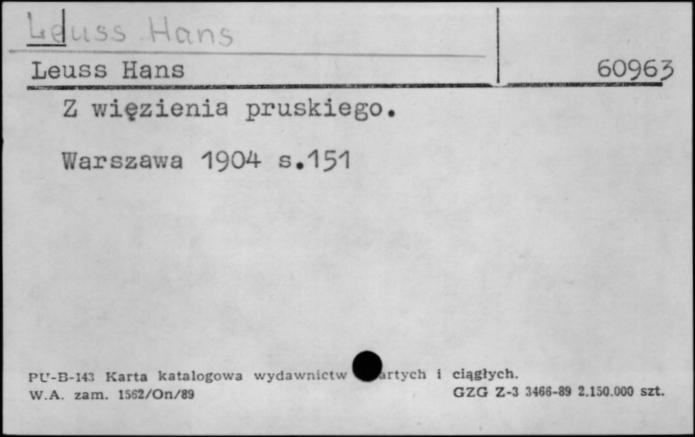 Leuss Hans
Leuss Hans 60963
Z więzienia pruskiego.
Warszawa 1904 s.151
PU-B-143 Karta katalogowa wydawnictw artych i ciągłych.
W.A. zam. 1562/On/89 GZG Z-3 3466-89 2.150.000 szt.